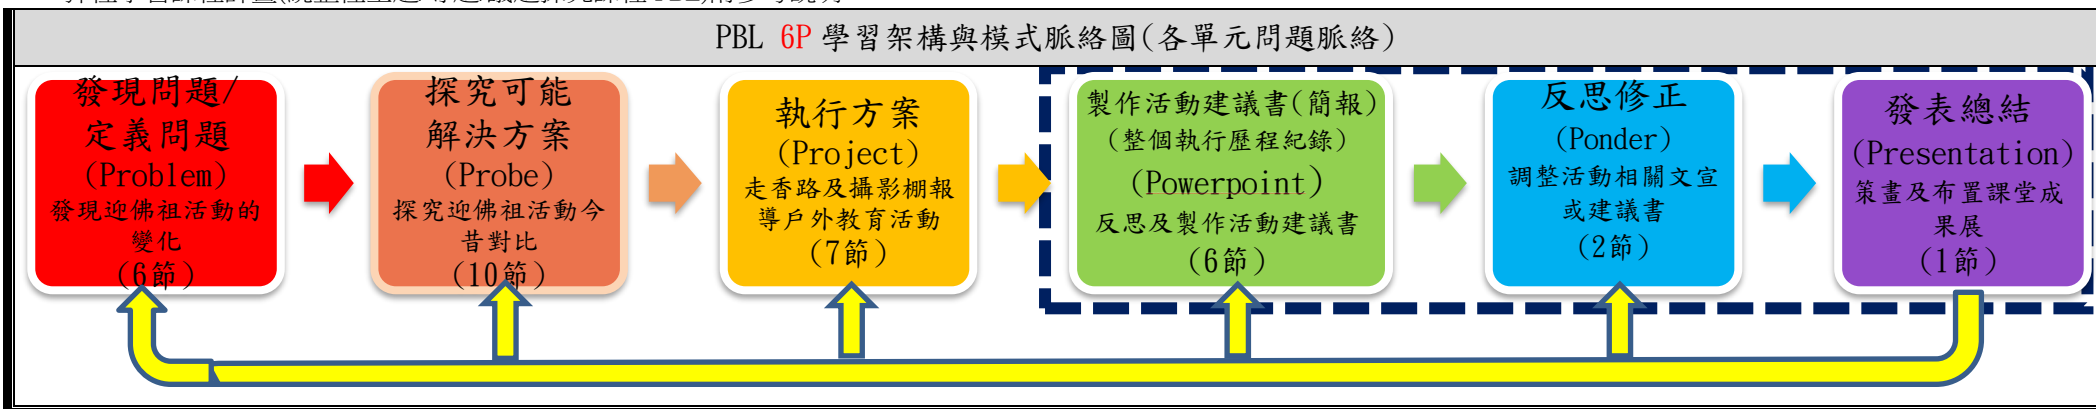 PBL 6P 學習架構與模式脈絡圖(各單元問題脈絡)
發現問題/
定義問題
(Problem)
發現迎佛祖活動的
變化
(6節)
探究可能
解決方案
(Probe)
探究迎佛祖活動今
昔對比
(10節)
執行方案
(Project)
走香路及攝影棚報
導戶外教育活動
(7節)
製作活動建議書(簡報)
(整個執行歷程紀錄)
(Powerpoint)
反思及製作活動建議書
(6節)
反思修正
(Ponder)
調整活動相關文宣
或建議書
(2節)
發表總結
(Presentation)
策畫及布置課堂成
果展
(1節)